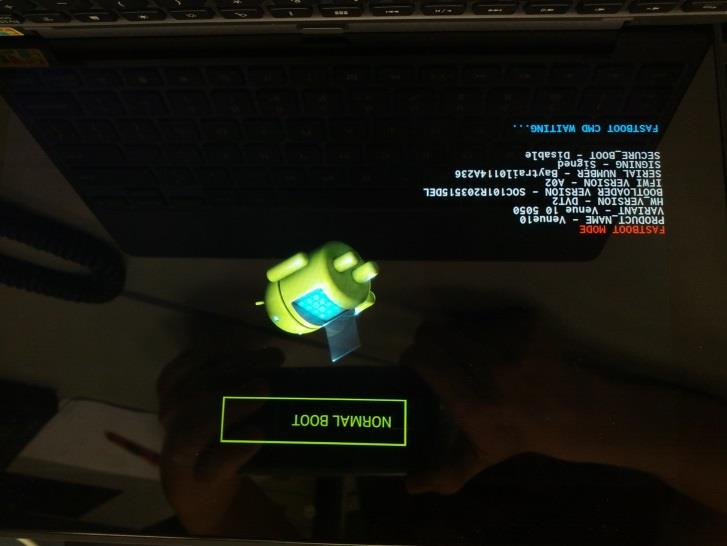 NORMAL BOOT
FASTBOOT MODE
PRODUCT_NAME - Venue10
VARIANT - Venue 10 5050
HW_VERSION - DVT2
BOOTLOADER VERSION - SOC101R203515DEL
IFWI VERSION - A02
SERIAL NUMBER - Baytrail0114A236
SIGNING - Signed
SECURE_BOOT - Disable
FASTBOOT CMD WAITING...